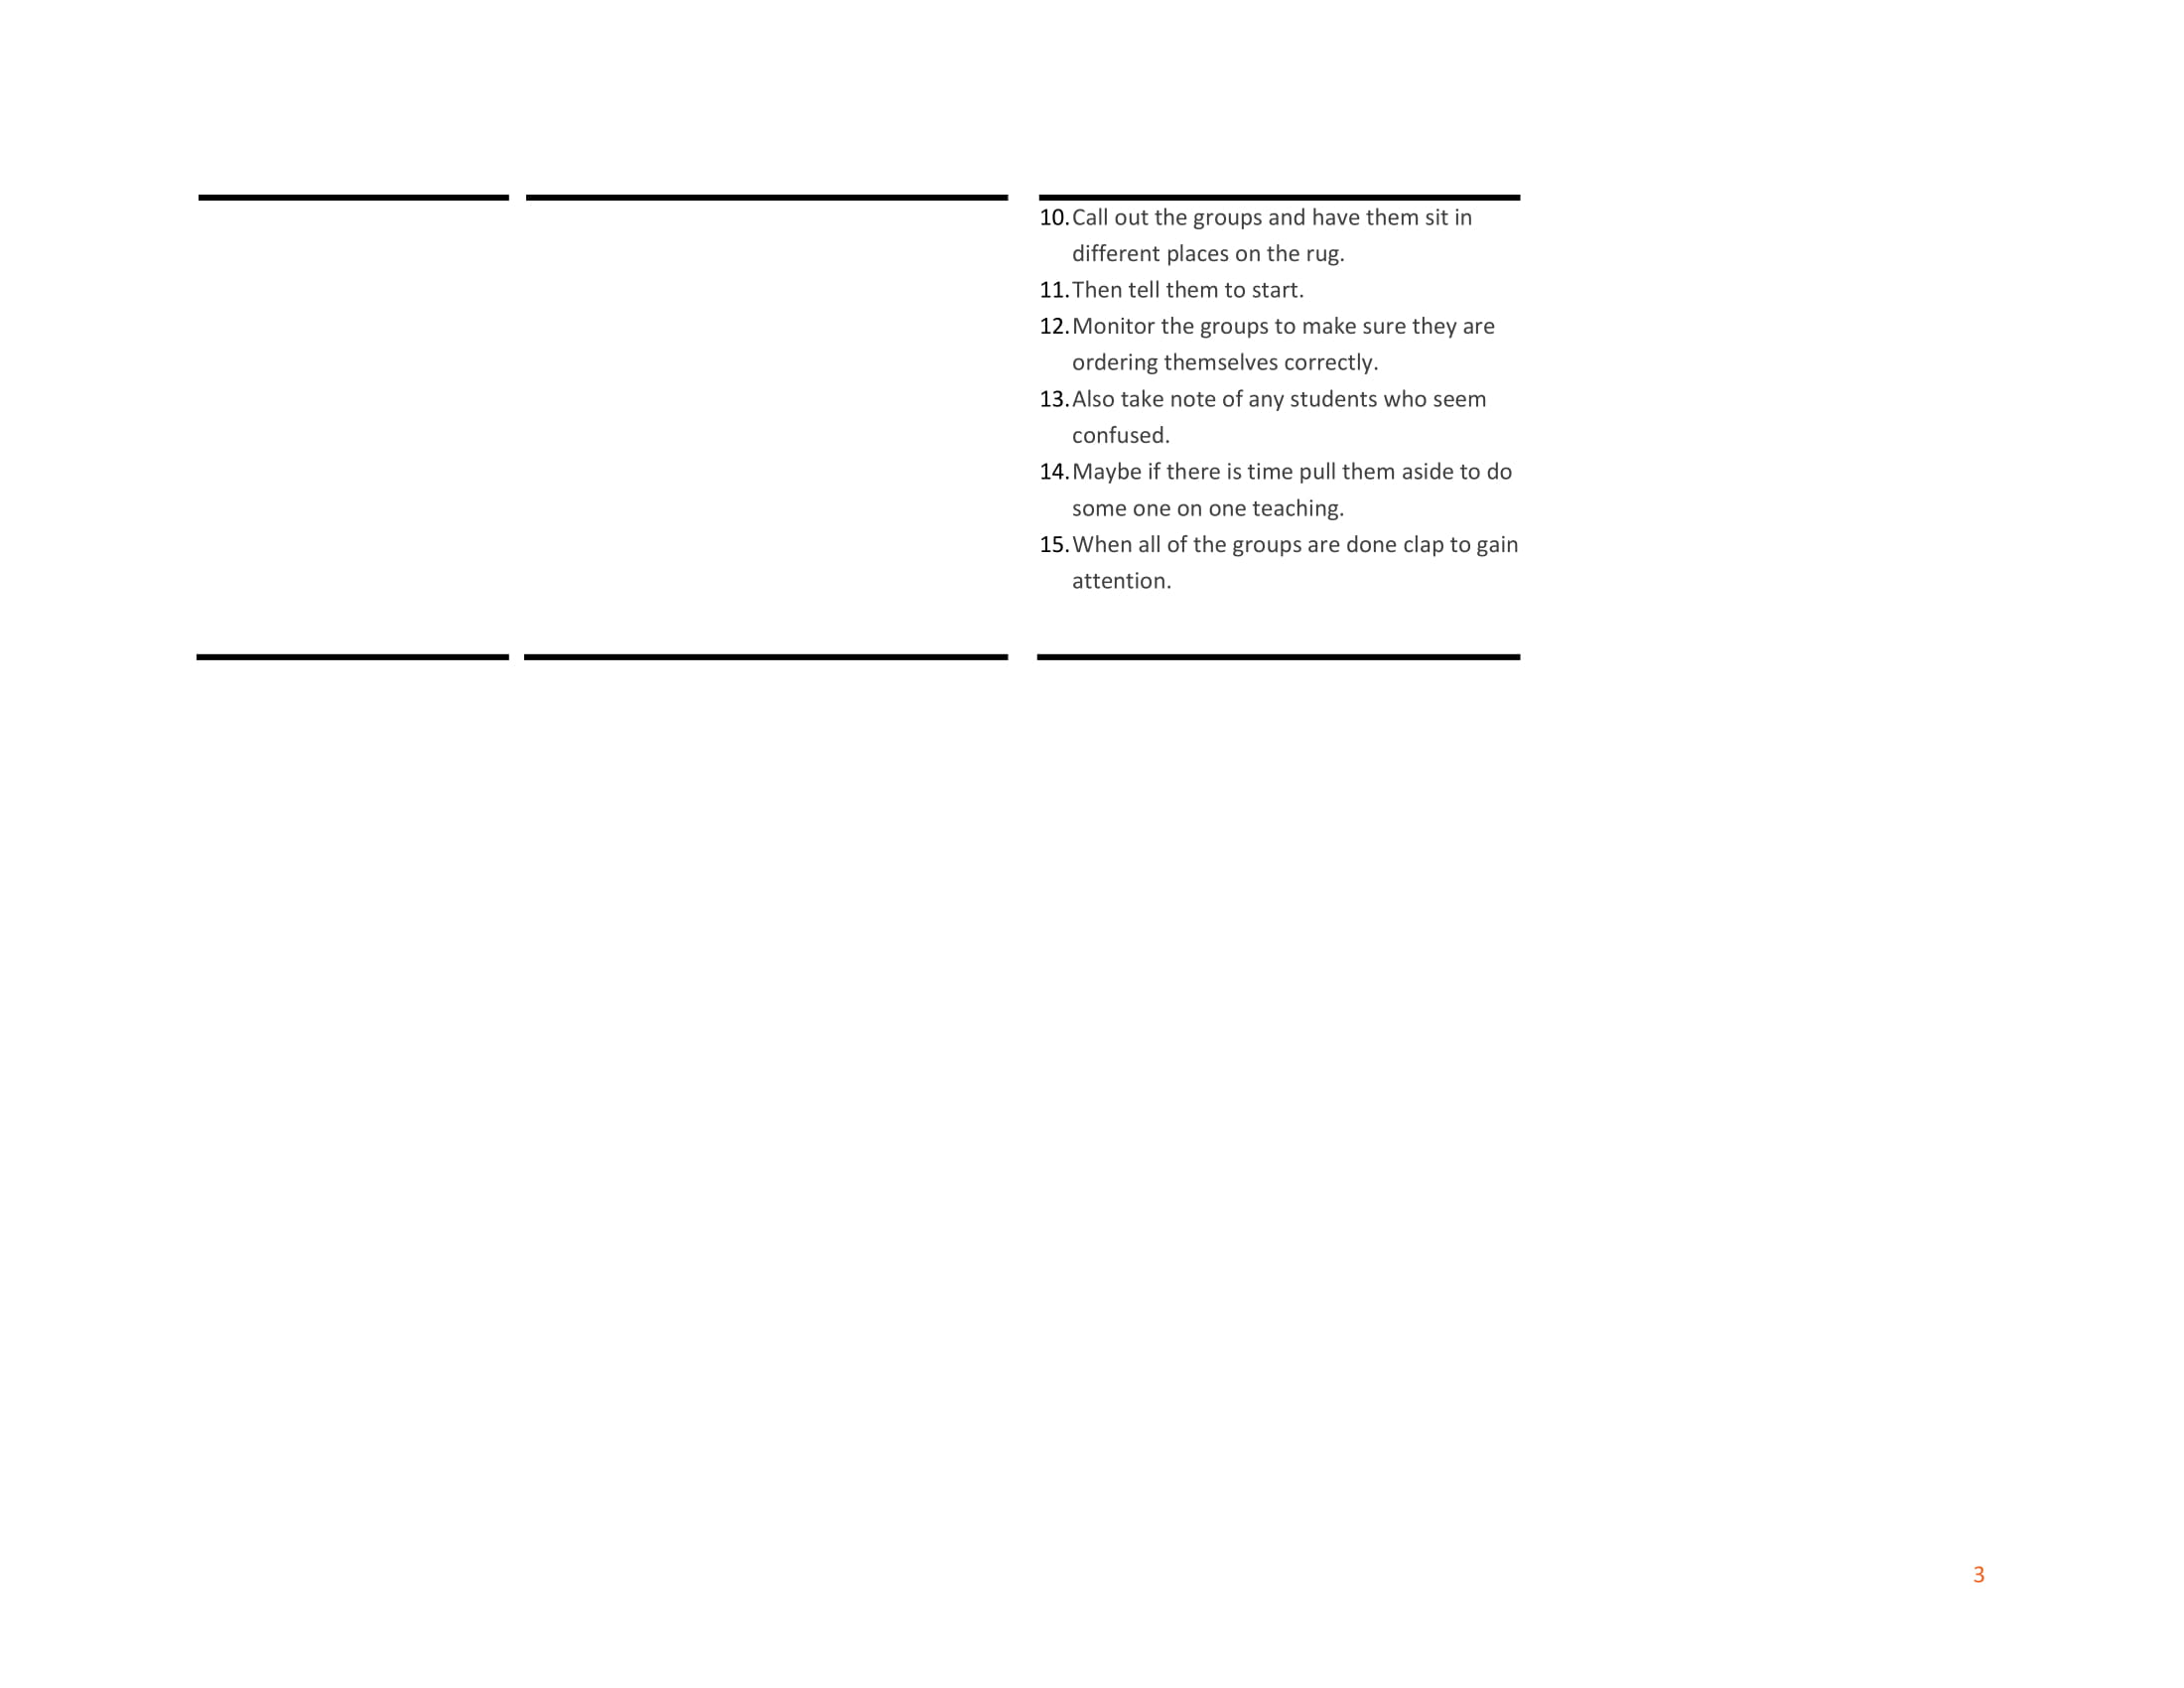 10. Call out the groups and have them sit in
different places on the rug.
11. Then tell them to start.
12. Monitor the groups to make sure they are
ordering themselves correctly.
13. Also take note of any students who seem
confused.
14. Maybe if there is time pull them aside to do
some one on one teaching.
15. When all of the groups are done clap to gain
attention.
3